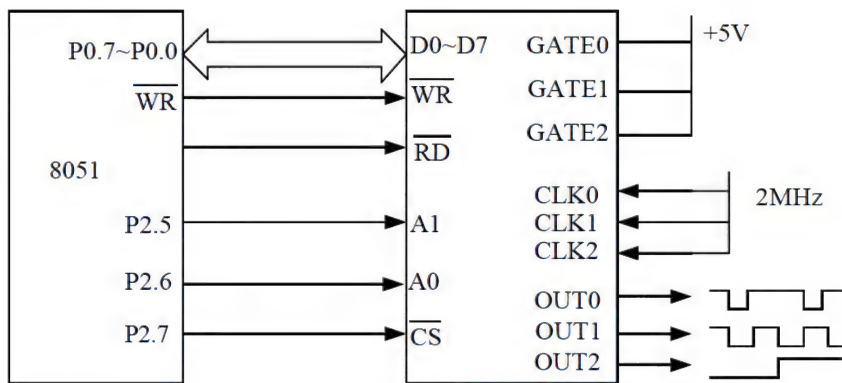 P0.7~P0.0
WR
8051
P2.5
P2.6
P2.7
D0~D7
WR
RD
A1
A0
CS
GATE0
GATE1
GATE2
CLK0
CLK1
CLK2
OUT0
OUT1
OUT2
+5V
2MHz